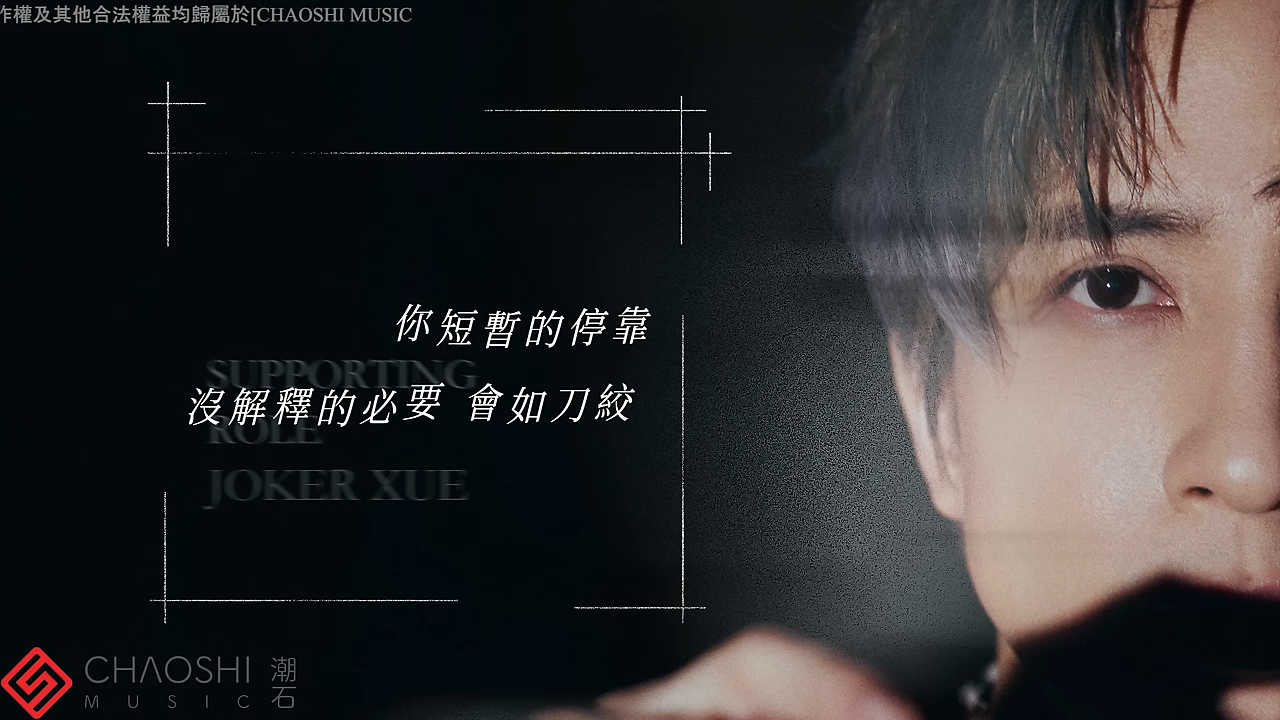 作權及其他合法權益均歸屬於[CHAOSHI MUSIC
你短暫的停靠
SUPPORTING
沒解釋的必要 會如刀絞
ROLE
JOKER XUE
CHAOSHI 潮石
MUSIC